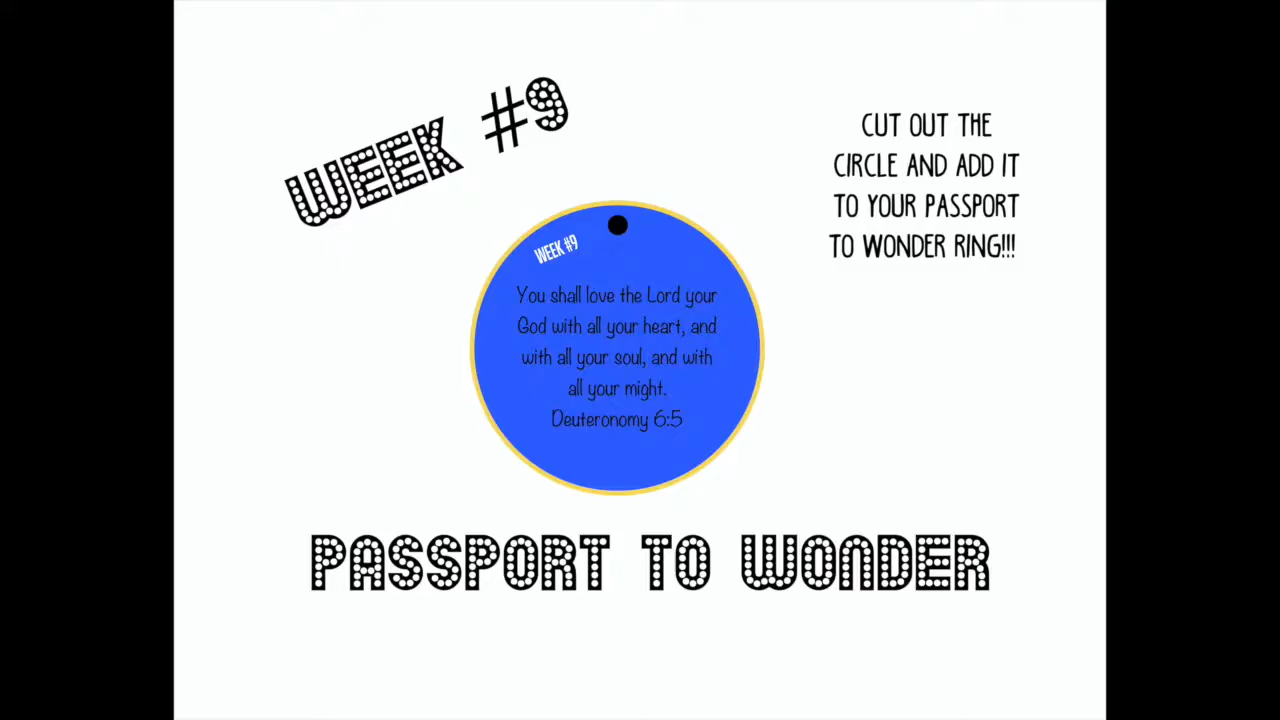 WEEK #9
CUT OUT THE
CIRCLE AND ADD IT
TO YOUR PASSPORT
TO WONDER RING!!!
WEEK #9
You shall love the Lord your
God with all your heart, and
with all your soul, and with
all your might.
Deuteronomy 6:5
PASSPORT TO WONDER